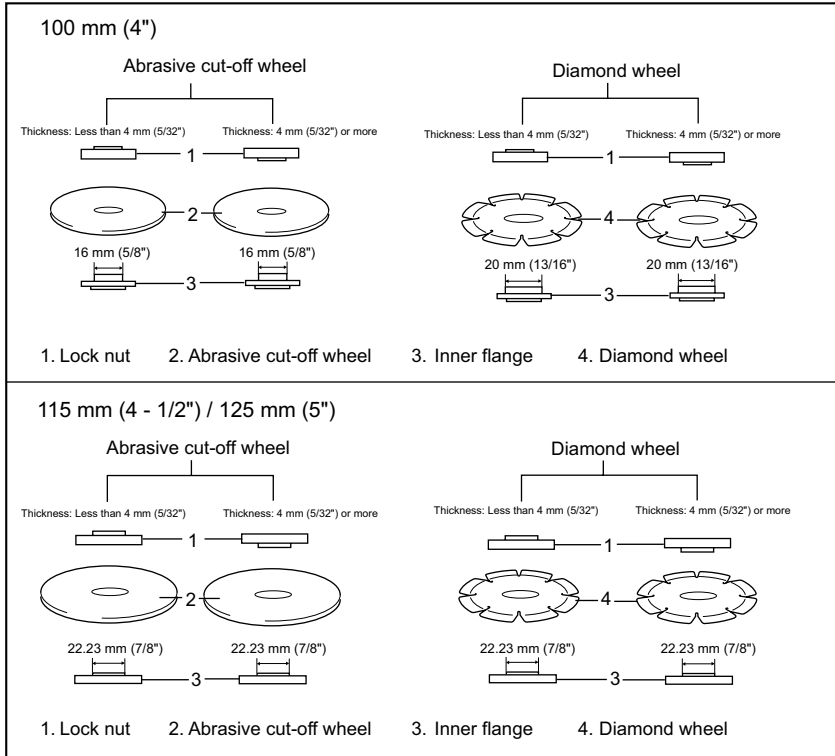 100 mm (4")
Abrasive cut-off wheel
Diamond wheel
Thickness: Less than 4 mm (5/32") Thickness: 4 mm (5/32") or more
Thickness: Less than 4 mm (5/32") Thickness: 4 mm (5/32") or more
1
1
2
4
16 mm (5/8") 16 mm (5/8")
20 mm (13/16") 20 mm (13/16")
3
3
1. Lock nut 2. Abrasive cut-off wheel 3. Inner flange 4. Diamond wheel
115 mm (4 - 1/2") / 125 mm (5")
Abrasive cut-off wheel
Diamond wheel
Thickness: Less than 4 mm (5/32") Thickness: 4 mm (5/32") or more
Thickness: Less than 4 mm (5/32") Thickness: 4 mm (5/32") or more
1
1
2
4
22.23 mm (7/8") 22.23 mm (7/8")
22.23 mm (7/8") 22.23 mm (7/8")
3
3
1. Lock nut 2. Abrasive cut-off wheel 3. Inner flange 4. Diamond wheel